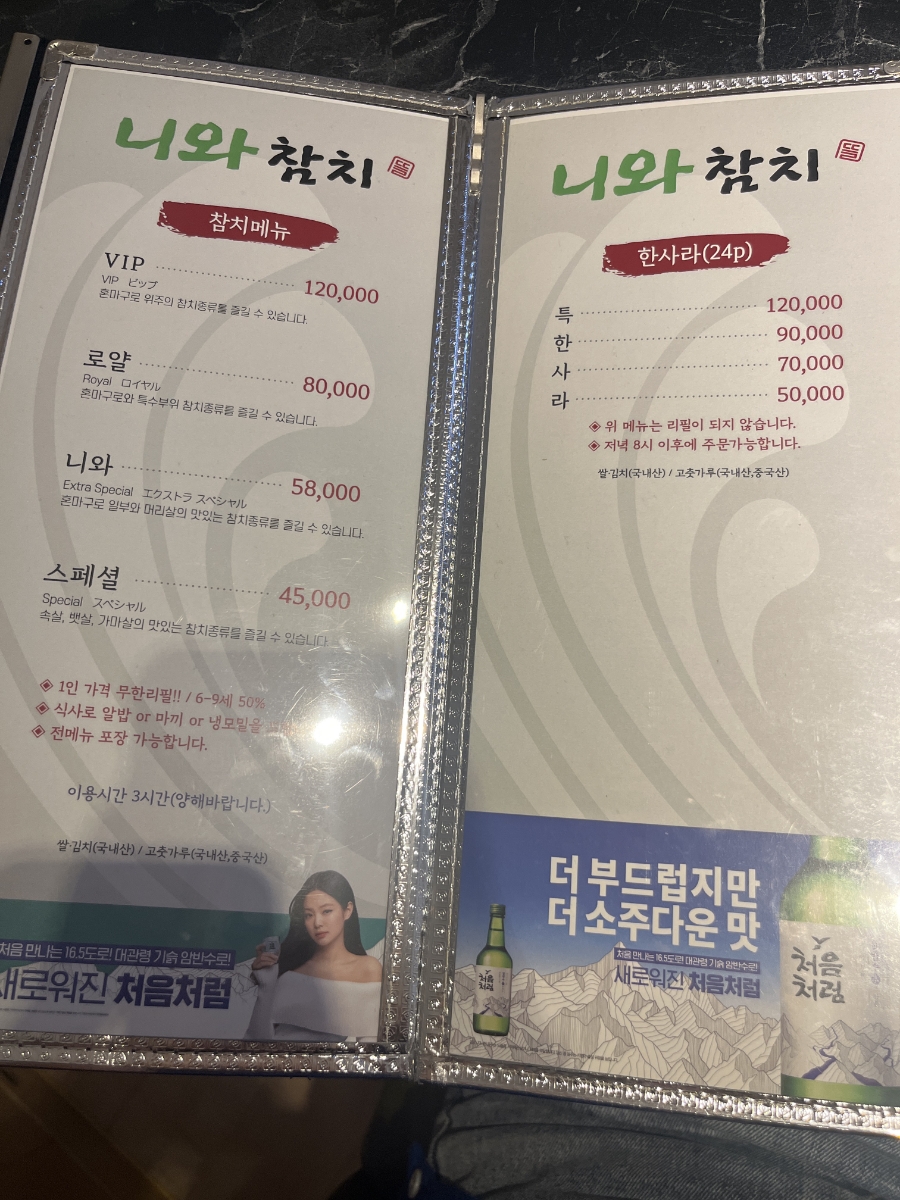 니와 참치
참치메뉴
VIP 120,000
VIP ビップ
혼마구로 위주의 참치종류를 즐길 수 있습니다.
로얄 80,000
Royal ロイヤル
혼마구로와 특수부위 참치종류를 즐길 수 있습니다.
니와 58,000
Extra Special エクストラ スペシャル
혼마구로 일부와 머리살의 맛있는 참치종류를 즐길 수 있습니다.
스페셜 45,000
Special スペシャル
속살, 뱃살, 가마살의 맛있는 참치종류를 즐길 수 있습니다.
◈ 1인 가격 무한리필!! / 6-9세 50%
◈ 식사로 알밥 or 마끼 or 냉모밀을
◈ 전메뉴 포장 가능합니다.
이용시간 3시간(양해바랍니다.)
쌀·김치(국내산) / 고춧가루(국내산,중국산)
처음 만나는 16.5도로! 대관령 기슭 암반수로!
새로워진 처음처럼
니와 참치
한사라(24p)
특 120,000
한 90,000
사 70,000
라 50,000
◈ 위 메뉴는 리필이 되지 않습니다.
◈ 저녁 8시 이후에 주문가능합니다.
쌀·김치(국내산) / 고춧가루(국내산,중국산)
더 부드럽지만
더 소주다운 맛
처음 만나는 16.5도로! 대관령 기슭 암반수로!
새로워진 처음처럼
처음
처럼
처음
처럼